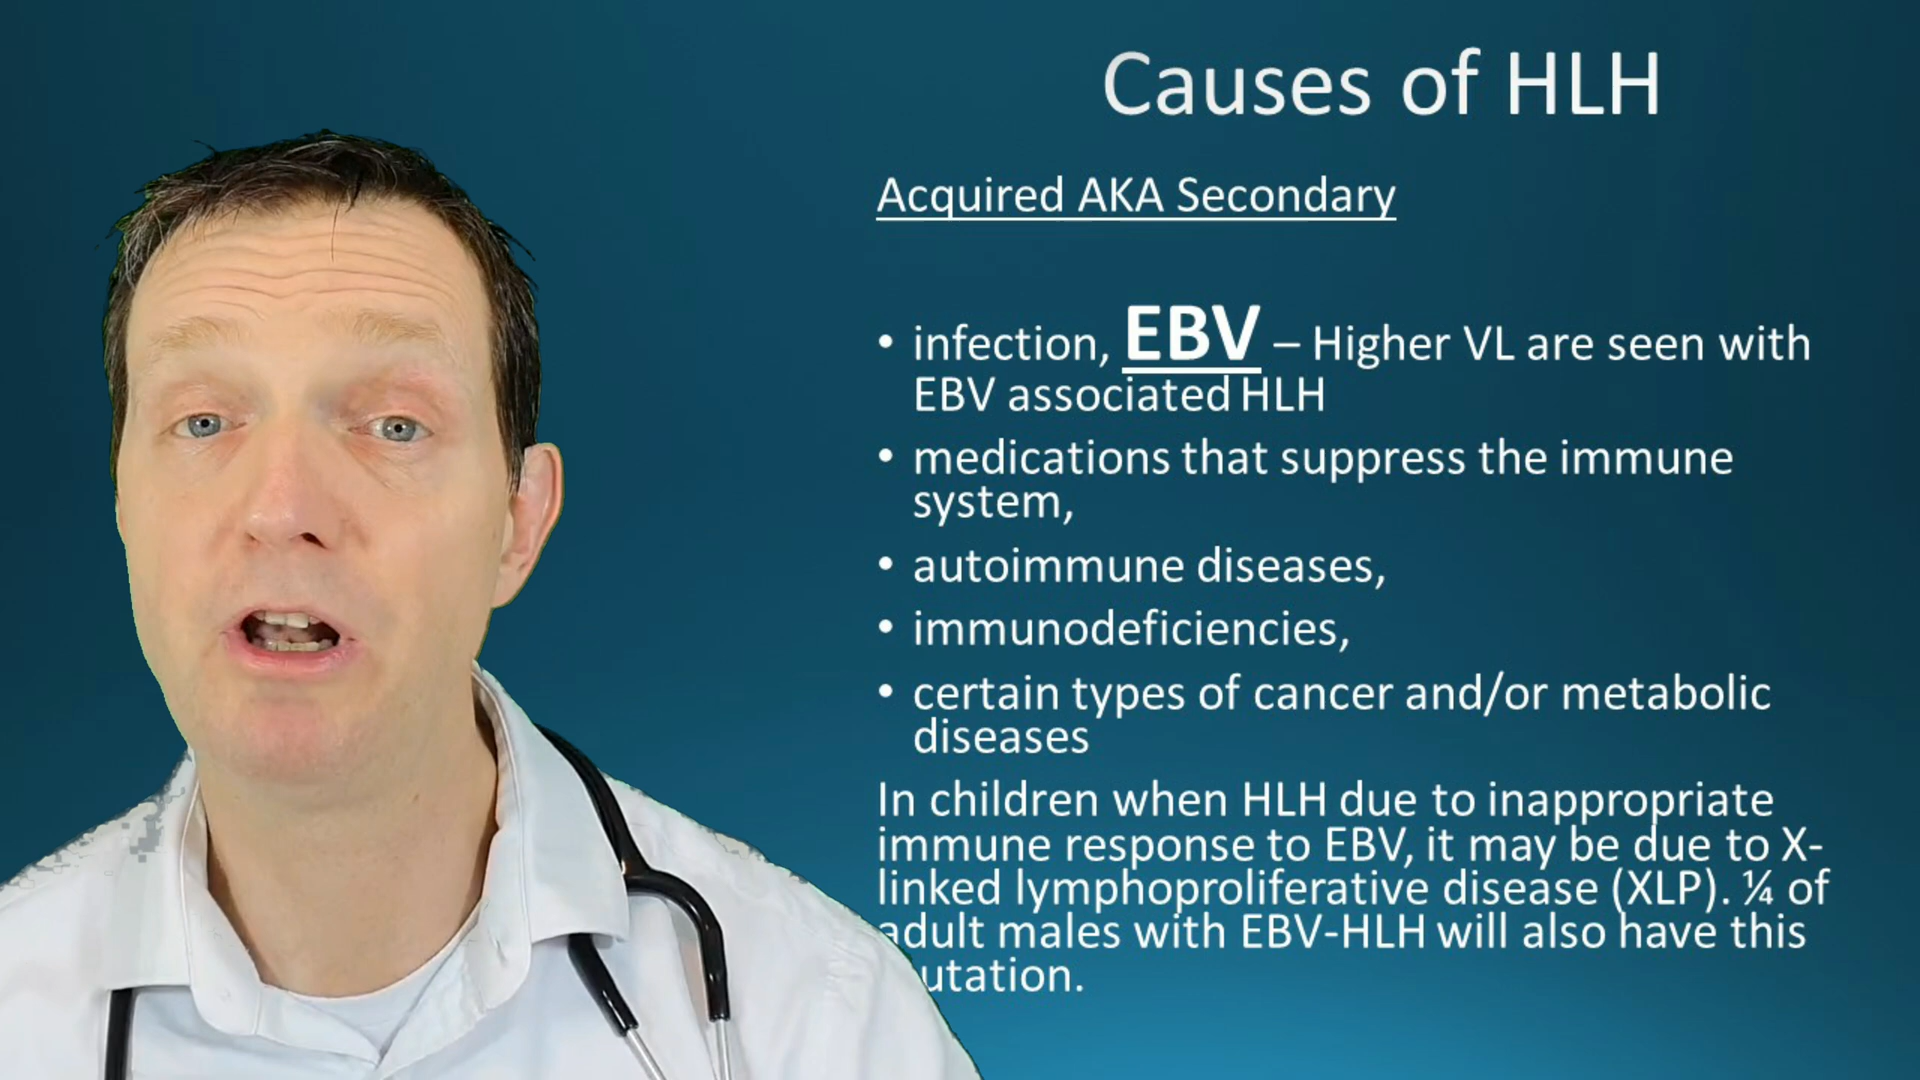 Causes of HLH
Acquired AKA Secondary
• infection, EBV – Higher VL are seen with
EBV associated HLH
• medications that suppress the immune
system,
• autoimmune diseases,
• immunodeficiencies,
• certain types of cancer and/or metabolic
diseases
In children when HLH due to inappropriate
immune response to EBV, it may be due to X-
linked lymphoproliferative disease (XLP). ¼ of
adult males with EBV-HLH will also have this
utation.